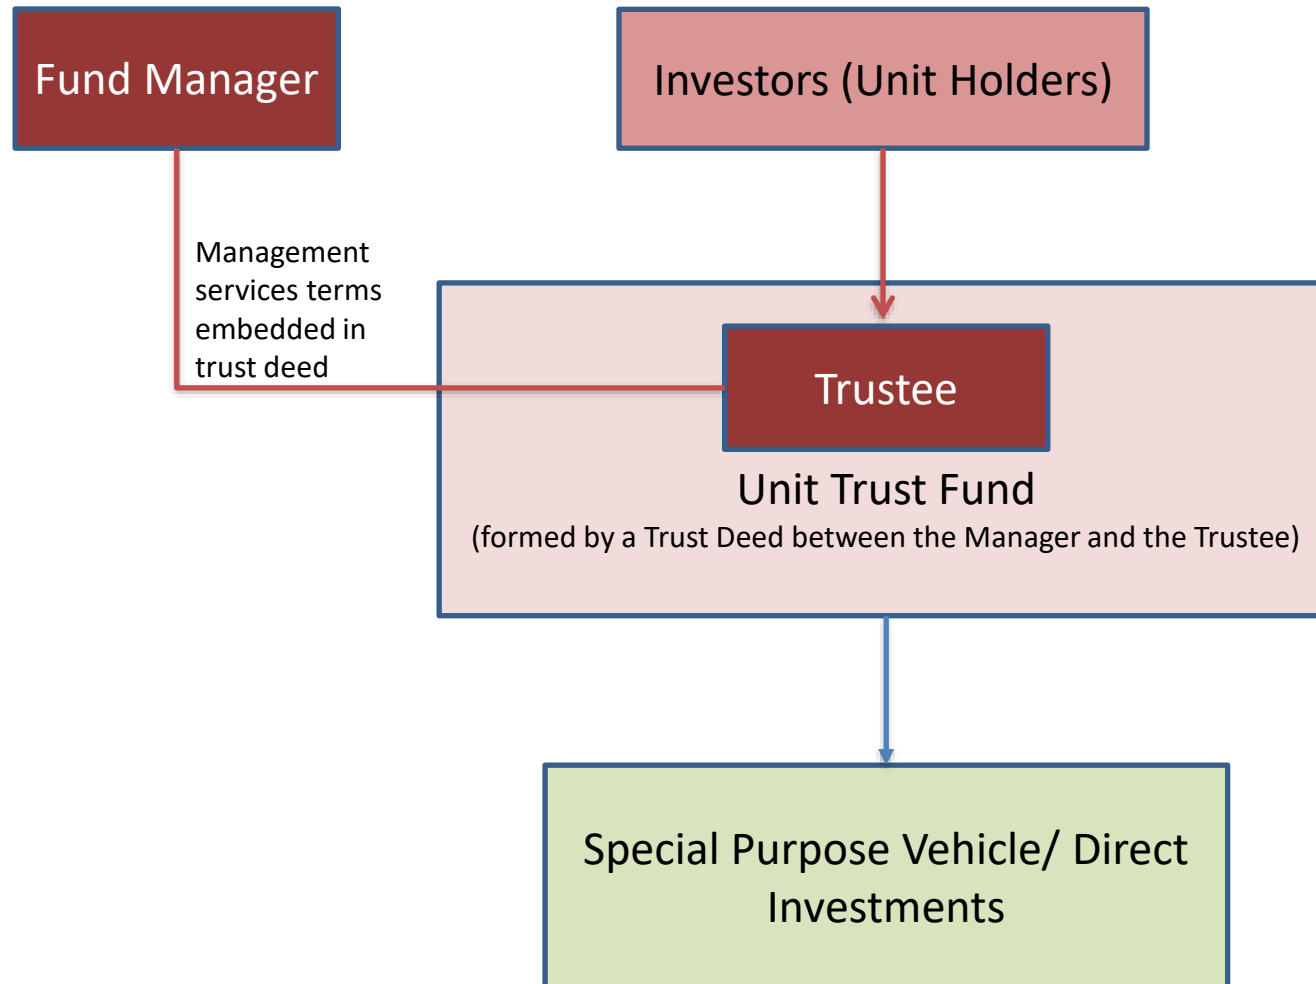 Fund Manager
Investors (Unit Holders)
Management
services terms
embedded in
trust deed
Trustee
Unit Trust Fund
(formed by a Trust Deed between the Manager and the Trustee)
Special Purpose Vehicle/ Direct
Investments